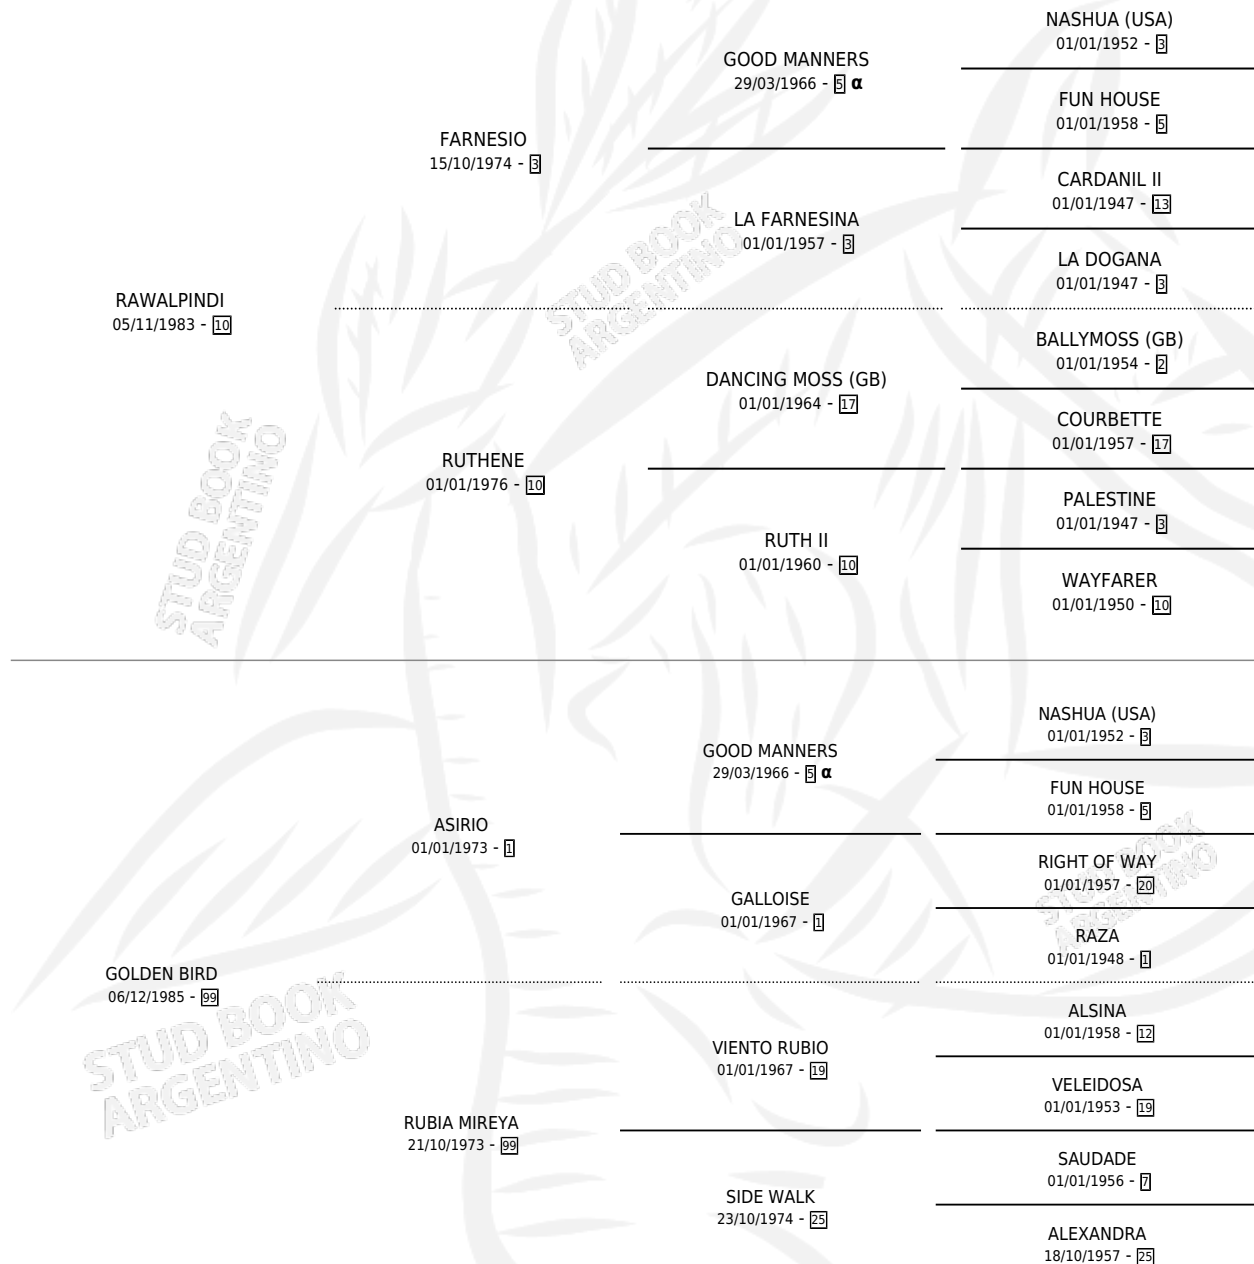 NASHUA (USA)
01/01/1952 - 3
GOOD MANNERS
29/03/1966 - 5 α
FUN HOUSE
01/01/1958 - 5
FARNESIO
15/10/1974 - 3
CARDANIL II
01/01/1947 - 13
LA FARNESINA
01/01/1957 - 3
LA DOGANA
01/01/1947 - 3
RAWALPINDI
05/11/1983 - 10
BALLYMOSS (GB)
01/01/1954 - 2
DANCING MOSS (GB)
01/01/1964 - 17
COURBETTE
01/01/1957 - 17
RUTHENE
01/01/1976 - 10
PALESTINE
01/01/1947 - 3
RUTH II
01/01/1960 - 10
WAYFARER
01/01/1950 - 10
STUD BOOK
ARGENTINO
STUD BOOK
ARGENTINO
NASHUA (USA)
01/01/1952 - 3
GOOD MANNERS
29/03/1966 - 5 α
FUN HOUSE
01/01/1958 - 5
ASIRIO
01/01/1973 - 1
RIGHT OF WAY
01/01/1957 - 20
GALLOISE
01/01/1967 - 1
RAZA
01/01/1948 - 1
GOLDEN BIRD
06/12/1985 - 99
ALSINA
01/01/1958 - 12
VIENTO RUBIO
01/01/1967 - 19
VELEIDOSA
01/01/1953 - 19
RUBIA MIREYA
21/10/1973 - 99
SAUDADE
01/01/1956 - 7
SIDE WALK
23/10/1974 - 25
ALEXANDRA
18/10/1957 - 25
STUD BOOK
ARGENTINO
STUD BOOK
ARGENTINO